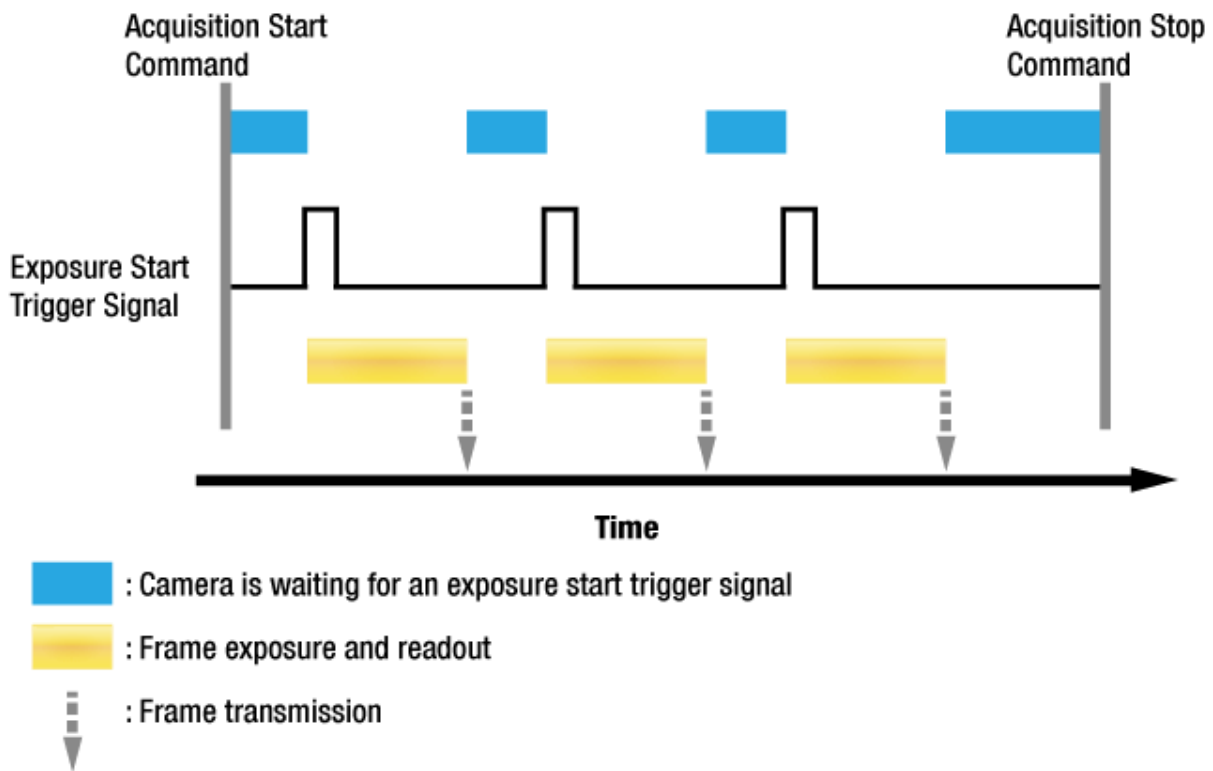 Acquisition Start
Command
Acquisition Stop
Command
Exposure Start
Trigger Signal
Time
: Camera is waiting for an exposure start trigger signal
: Frame exposure and readout
: Frame transmission